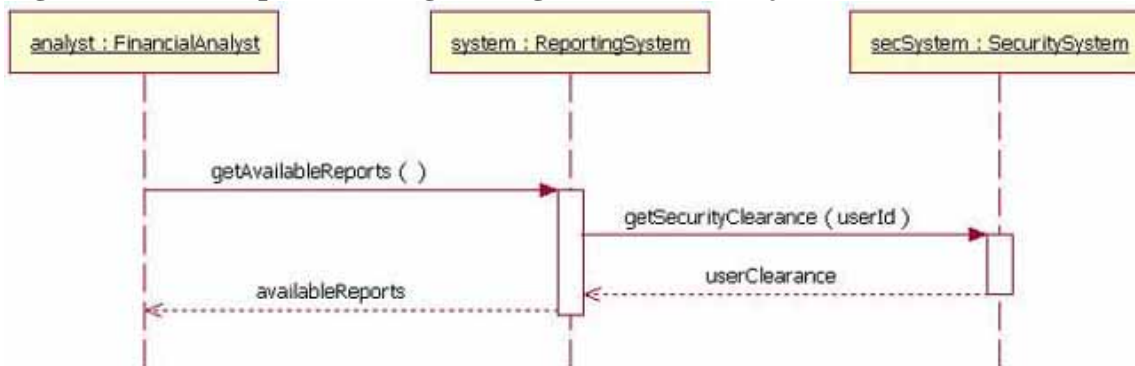 analyst : FinancialAnalyst
system : ReportingSystem
secSystem : SecuritySystem
getAvailableReports ( )
getSecurityClearance ( userId )
userClearance
availableReports